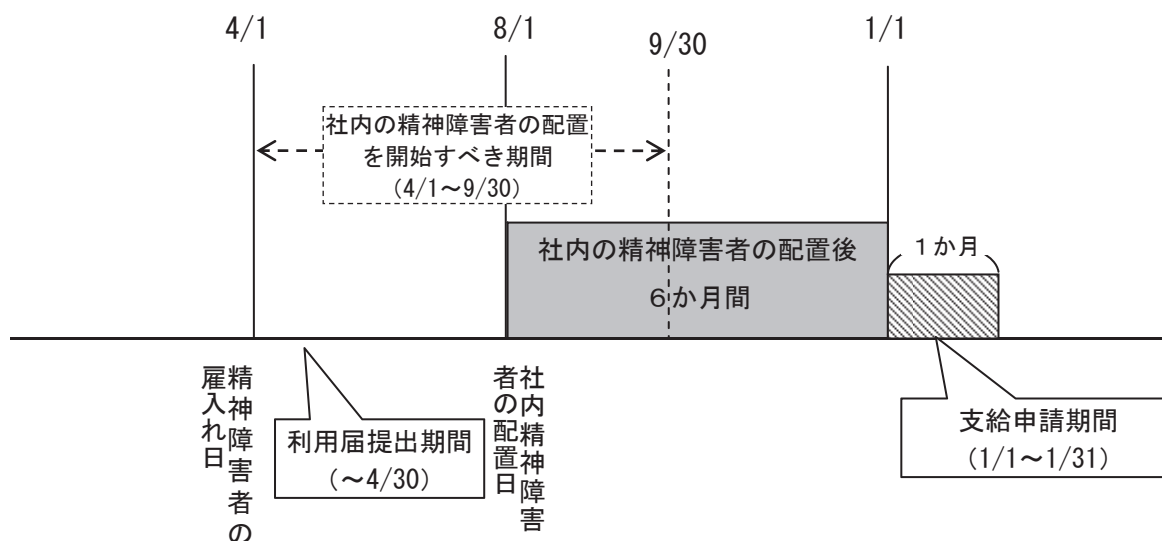 4/1
8/1
9/30
1/1
社内の精神障害者の配置
を開始すべき期間
(4/1～9/30)
社内の精神障害者の配置後
６か月間
１か月
精神障害者の
雇入れ日
利用届提出期間
(～4/30)
社内精神障害
者の配置日
支給申請期間
(1/1～1/31)